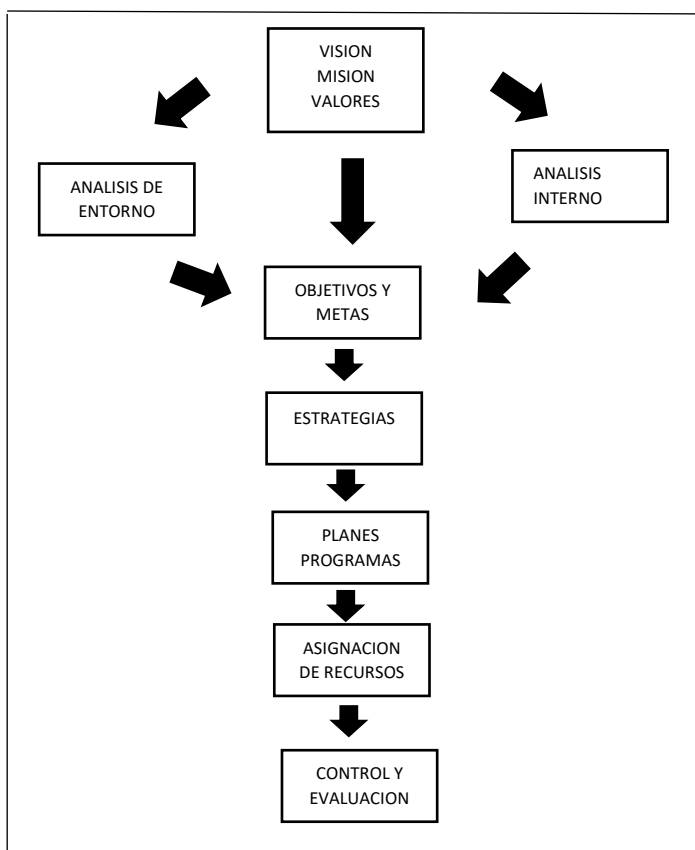 VISION
MISION
VALORES
ANALISIS DE
ENTORNO
ANALISIS
INTERNO
OBJETIVOS Y
METAS
ESTRATEGIAS
PLANES
PROGRAMAS
ASIGNACION
DE RECURSOS
CONTROL Y
EVALUACION